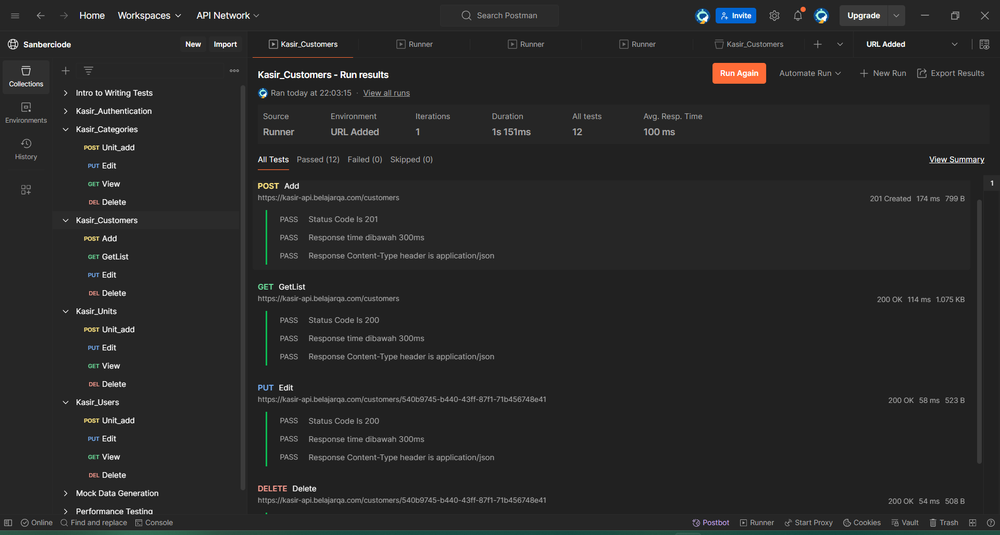 Home Workspaces API Network Search Postman Invite Upgrade
Sanberciode New Import Kasir_Customers Runner Runner Runner Kasir_Customers URL Added
Collections
Environments
History
Intro to Writing Tests
Kasir_Authentication
Kasir_Categories
POST Unit_add
PUT Edit
GET View
DEL Delete
Kasir_Customers
POST Add
GET GetList
PUT Edit
DEL Delete
Kasir_Units
POST Unit_add
PUT Edit
GET View
DEL Delete
Kasir_Users
POST Unit_add
PUT Edit
GET View
DEL Delete
Mock Data Generation
Performance Testing
Kasir_Customers - Run results Run Again Automate Run New Run Export Results
Ran today at 22:03:15 · View all runs
Source Environment Iterations Duration All tests Avg. Resp. Time
Runner URL Added 1 1s 151ms 12 100 ms
All Tests Passed (12) Failed (0) Skipped (0) View Summary
1
POST Add
https://kasir-api.belajarqa.com/customers 201 Created 174 ms 799 B
PASS Status Code Is 201
PASS Response time dibawah 300ms
PASS Response Content-Type header is application/json
GET GetList
https://kasir-api.belajarqa.com/customers 200 OK 114 ms 1.075 KB
PASS Status Code Is 200
PASS Response time dibawah 300ms
PASS Response Content-Type header is application/json
PUT Edit
https://kasir-api.belajarqa.com/customers/540b9745-b440-43ff-87f1-71b456748e41 200 OK 58 ms 523 B
PASS Status Code Is 200
PASS Response time dibawah 300ms
PASS Response Content-Type header is application/json
DELETE Delete
https://kasir-api.belajarqa.com/customers/540b9745-b440-43ff-87f1-71b456748e41 200 OK 54 ms 508 B
Online Find and replace Console Postbot Runner Start Proxy Cookies Vault Trash